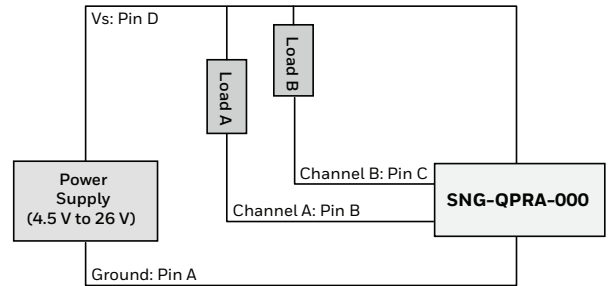 Vs: Pin D
Load A
Load B
Power
Supply
(4.5 V to 26 V)
Channel B: Pin C
Channel A: Pin B
SNG-QPRA-000
Ground: Pin A